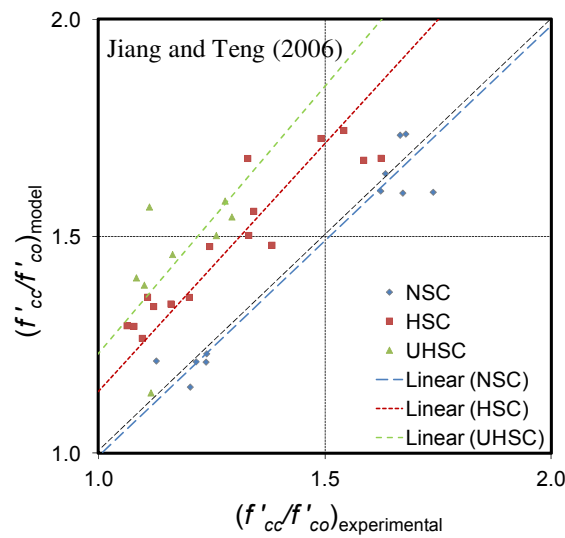 Jiang and Teng (2006)
2.0
1.5
1.0
(f'cc/f'co)model
NSC
HSC
UHSC
Linear (NSC)
Linear (HSC)
Linear (UHSC)
1.0 1.5 2.0
(f'cc/f'co)experimental